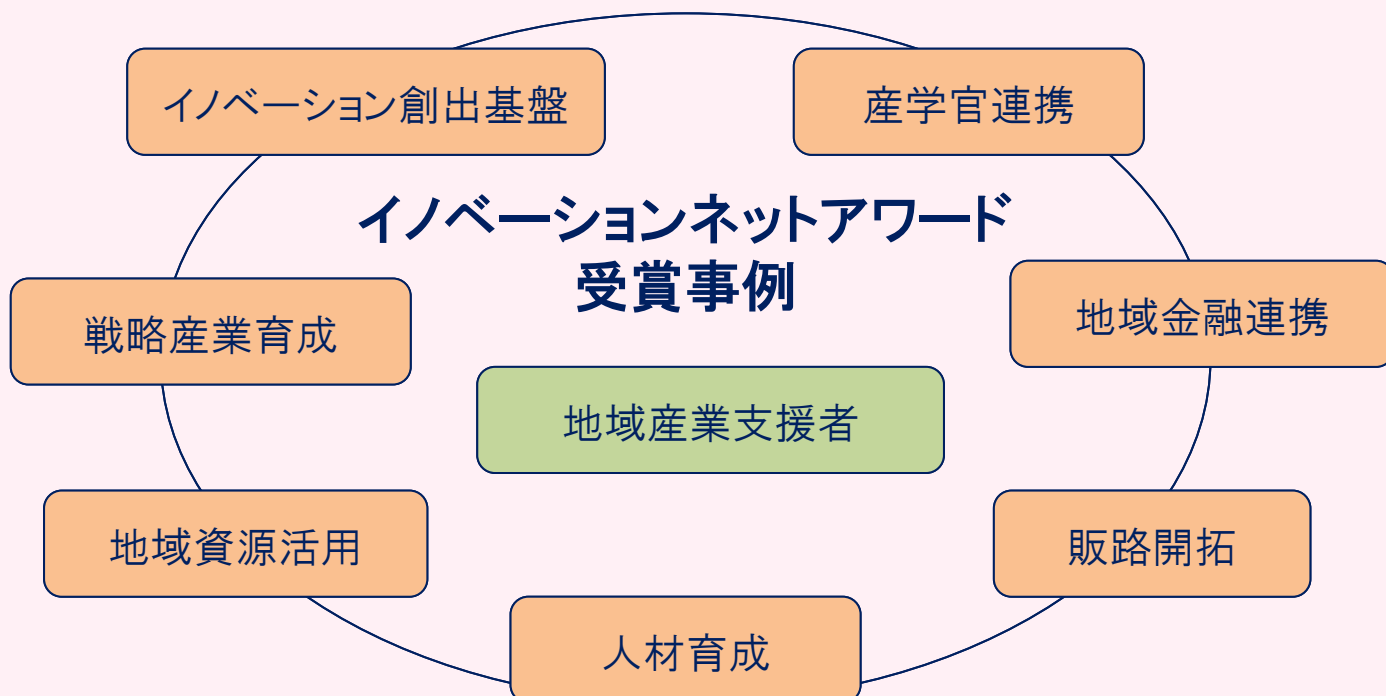 イノベーション創出基盤
産学官連携
イノベーションネットアワード
受賞事例
戦略産業育成
地域金融連携
地域産業支援者
地域資源活用
販路開拓
人材育成